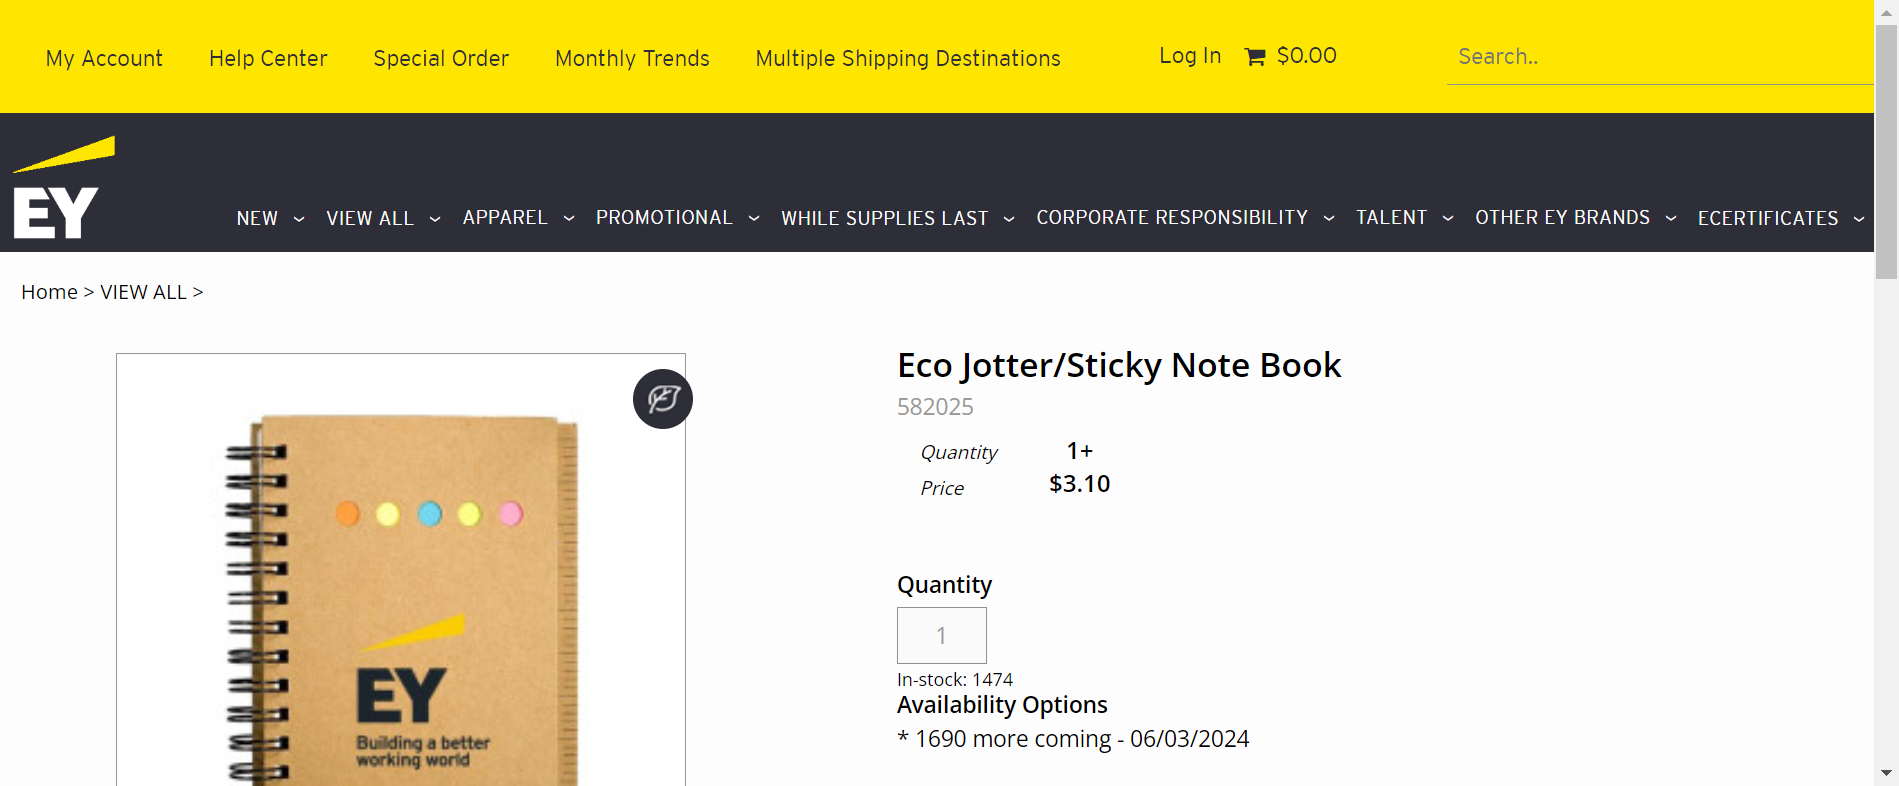 My Account Help Center Special Order Monthly Trends Multiple Shipping Destinations Log In $0.00 Search..
EY
NEW VIEW ALL APPAREL PROMOTIONAL WHILE SUPPLIES LAST CORPORATE RESPONSIBILITY TALENT OTHER EY BRANDS ECERTIFICATES
Home > VIEW ALL >
EY
Building a better
working world
Eco Jotter/Sticky Note Book
582025
Quantity 1+
Price $3.10
Quantity
1
In-stock: 1474
Availability Options
* 1690 more coming - 06/03/2024